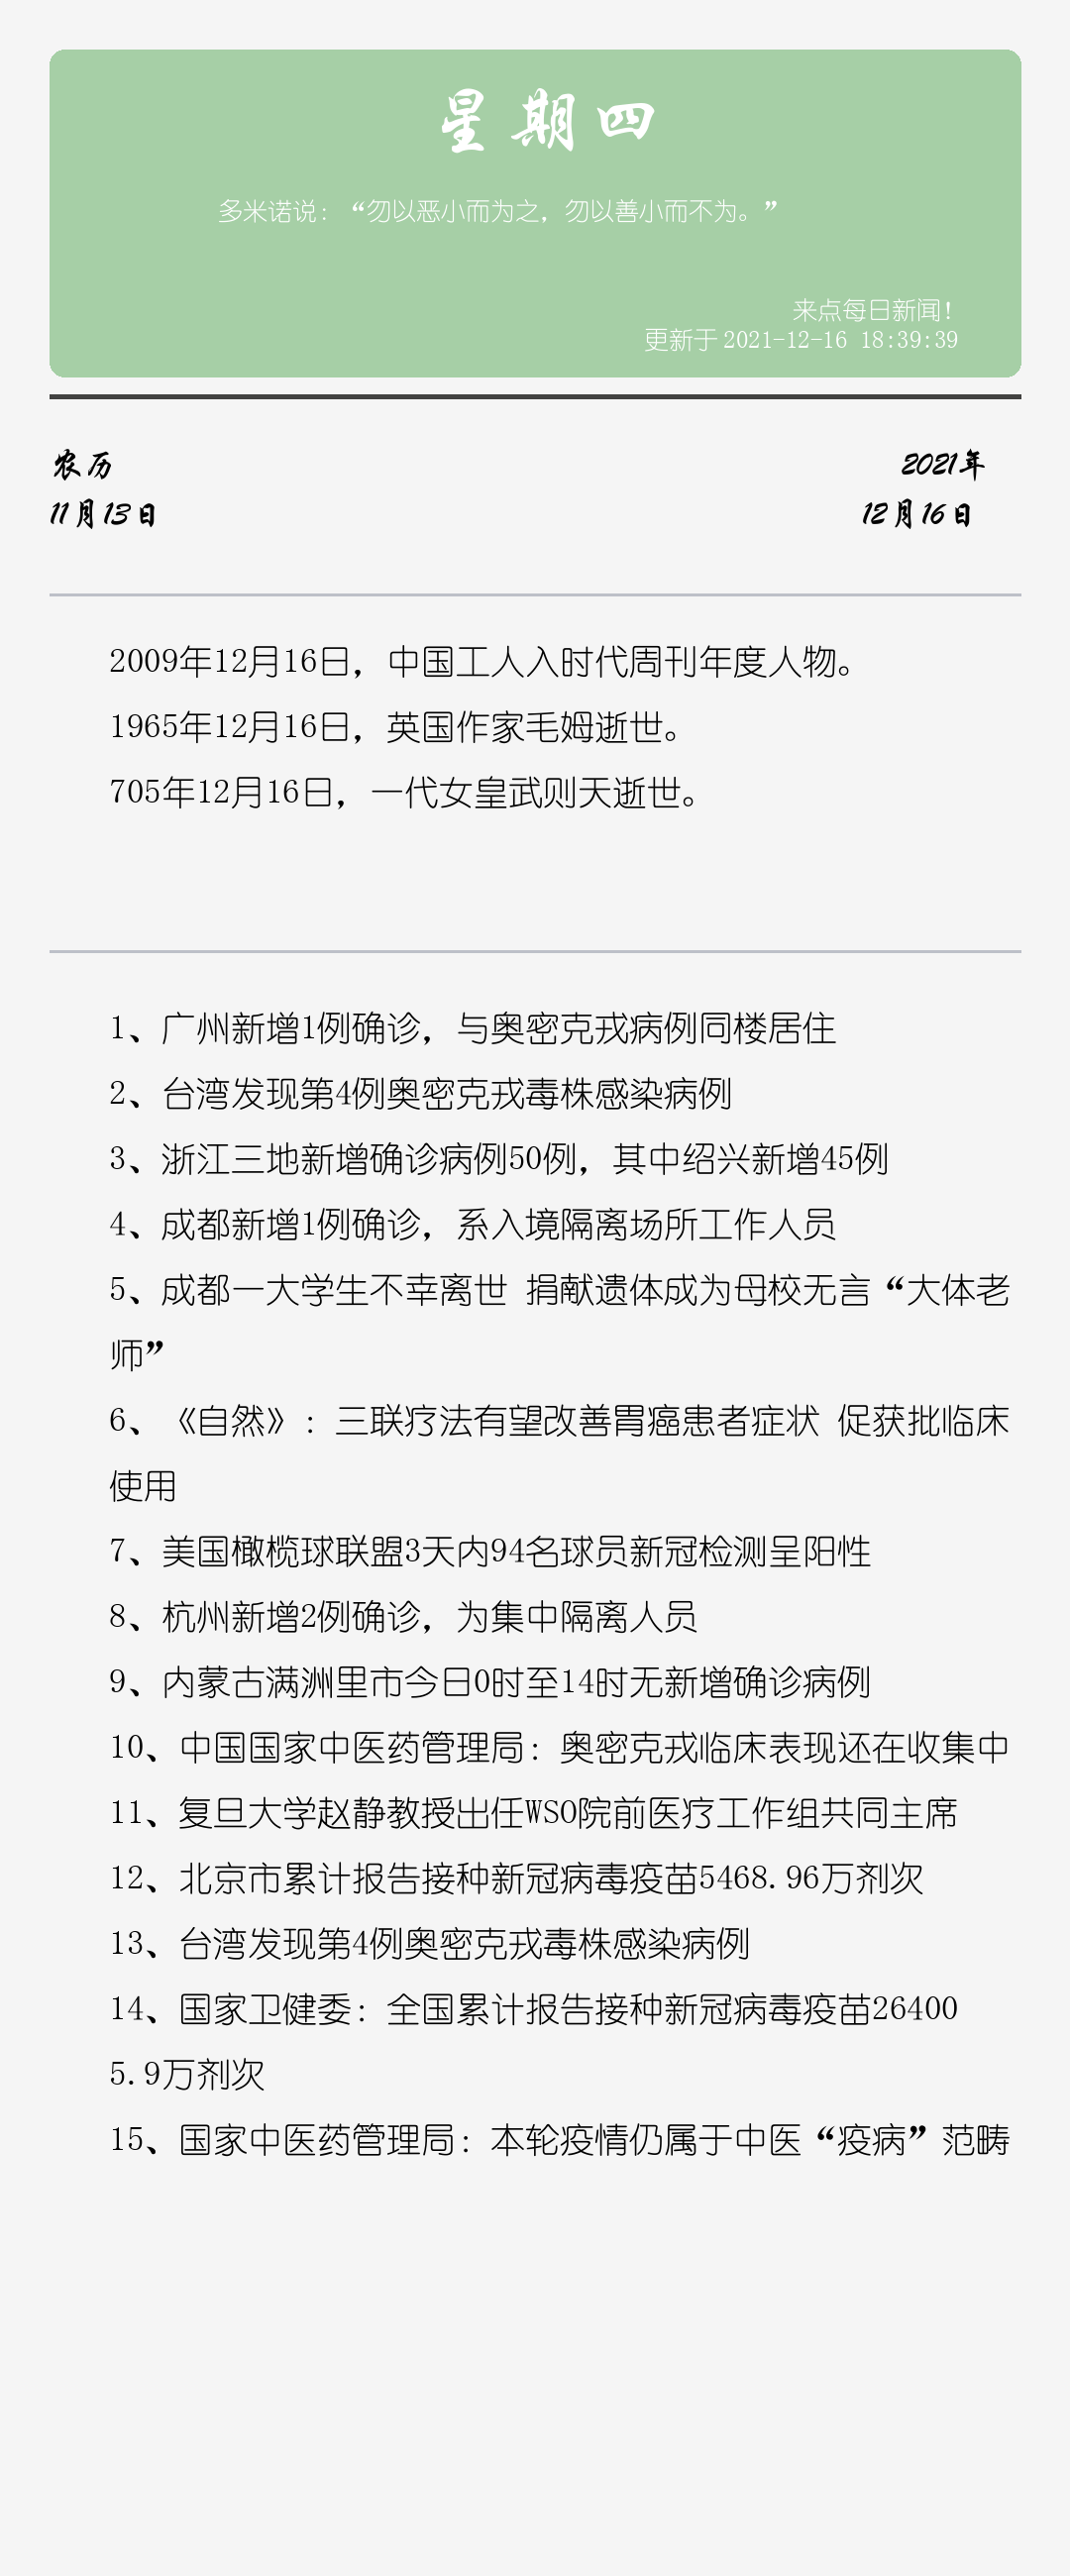 星期四
多米诺说：“勿以恶小而为之，勿以善小而不为。”
来点每日新闻！
更新于 2021-12-16 18:39:39
农历
2021年
11月13日
12月16日
2009年12月16日，中国工人入时代周刊年度人物。
1965年12月16日，英国作家毛姆逝世。
705年12月16日，一代女皇武则天逝世。
1、广州新增1例确诊，与奥密克戎病例同楼居住
2、台湾发现第4例奥密克戎毒株感染病例
3、浙江三地新增确诊病例50例，其中绍兴新增45例
4、成都新增1例确诊，系入境隔离场所工作人员
5、成都一大学生不幸离世 捐献遗体成为母校无言“大体老
师”
6、《自然》：三联疗法有望改善胃癌患者症状 促获批临床
使用
7、美国橄榄球联盟3天内94名球员新冠检测呈阳性
8、杭州新增2例确诊，为集中隔离人员
9、内蒙古满洲里市今日0时至14时无新增确诊病例
10、中国国家中医药管理局：奥密克戎临床表现还在收集中
11、复旦大学赵静教授出任WSO院前医疗工作组共同主席
12、北京市累计报告接种新冠病毒疫苗5468.96万剂次
13、台湾发现第4例奥密克戎毒株感染病例
14、国家卫健委：全国累计报告接种新冠病毒疫苗26400
5.9万剂次
15、国家中医药管理局：本轮疫情仍属于中医“疫病”范畴